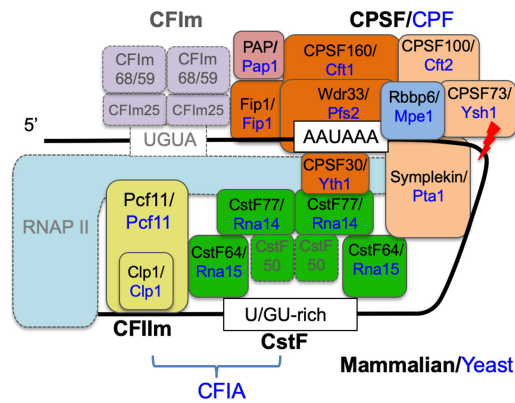 CFIm
CPSF/CPF
CFIm
68/59
CFIm
68/59
PAP/
Pap1
CPSF160/
Cft1
CPSF100/
Cft2
CFIm25
CFIm25
Fip1/
Fip1
Wdr33/
Pfs2
Rbbp6/
Mpe1
CPSF73/
Ysh1
5’
UGUA
AAUAAA
RNAP II
CPSF30/
Yth1
Symplekin/
Pta1
Pcf11/
Pcf11
CstF77/
Rna14
CstF77/
Rna14
Clp1/
Clp1
CstF64/
Rna15
CstF
50
CstF
50
CstF64/
Rna15
U/GU-rich
CFIIm
CstF
CFIA
Mammalian/Yeast